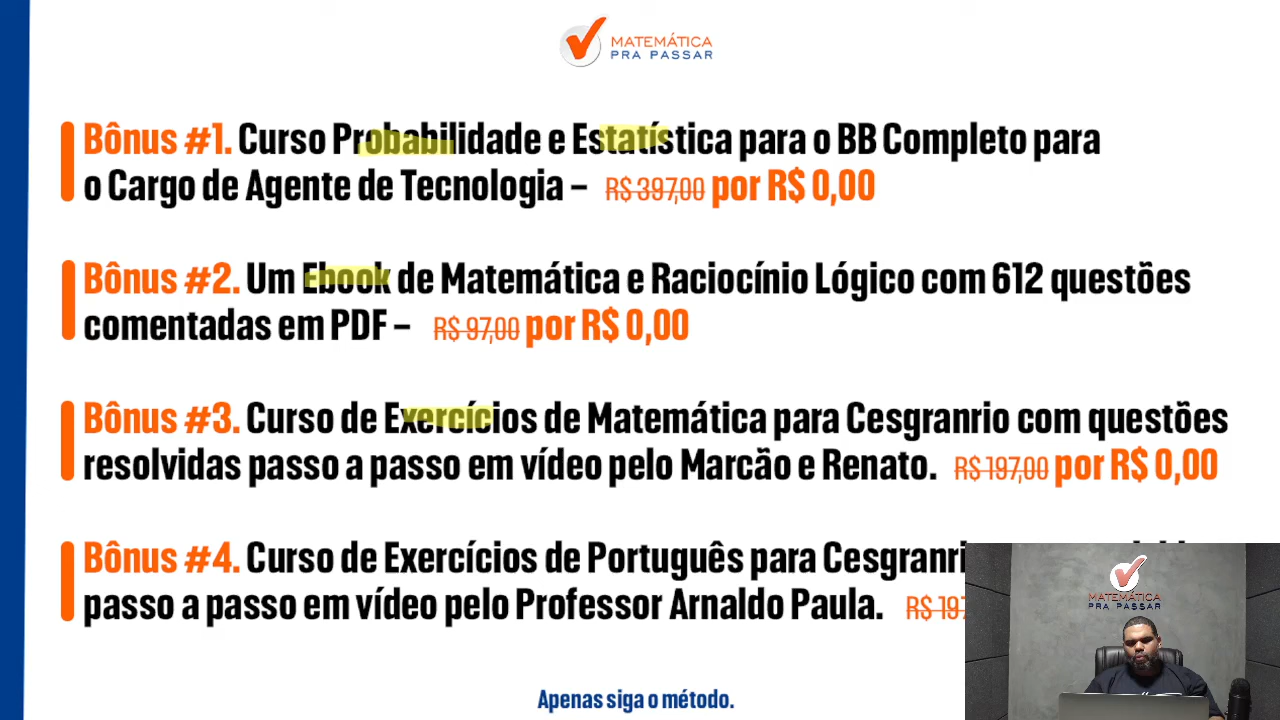 MATEMÁTICA
PRA PASSAR
Bônus #1. Curso Probabilidade e Estatística para o BB Completo para
o Cargo de Agente de Tecnologia – R$ 397,00 por R$ 0,00
Bônus #2. Um Ebook de Matemática e Raciocínio Lógico com 612 questões
comentadas em PDF – R$ 97,00 por R$ 0,00
Bônus #3. Curso de Exercícios de Matemática para Cesgranrio com questões
resolvidas passo a passo em vídeo pelo Marcão e Renato. R$ 197,00 por R$ 0,00
Bônus #4. Curso de Exercícios de Português para Cesgranri
passo a passo em vídeo pelo Professor Arnaldo Paula. R$ 197
MATEMÁTICA
PRA PASSAR
Apenas siga o método.